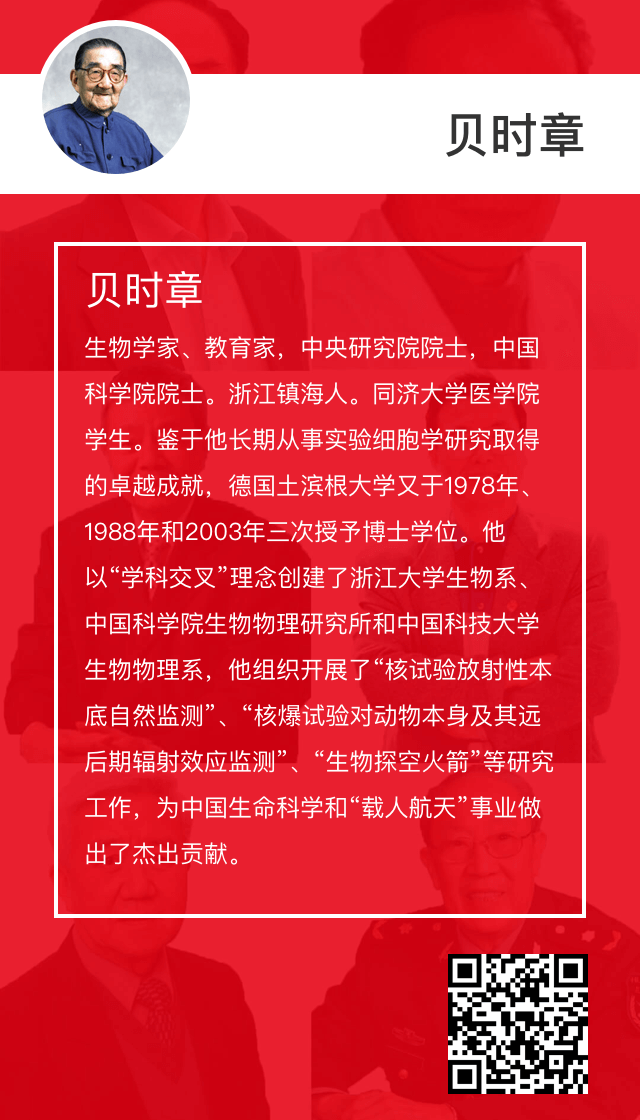 贝时章
贝时章
生物学家、教育家，中央研究院院士，中国
科学院院士。浙江镇海人。同济大学医学院
学生。鉴于他长期从事实验细胞学研究取得
的卓越成就，德国土滨根大学又于1978年、
1988年和2003年三次授予博士学位。他
以“学科交叉”理念创建了浙江大学生物系、
中国科学院生物物理研究所和中国科技大学
生物物理系，他组织开展了“核试验放射性本
底自然监测”、“核爆试验对动物本身及其远
后期辐射效应监测”、“生物探空火箭”等研究
工作，为中国生命科学和“载人航天”事业做
出了杰出贡献。